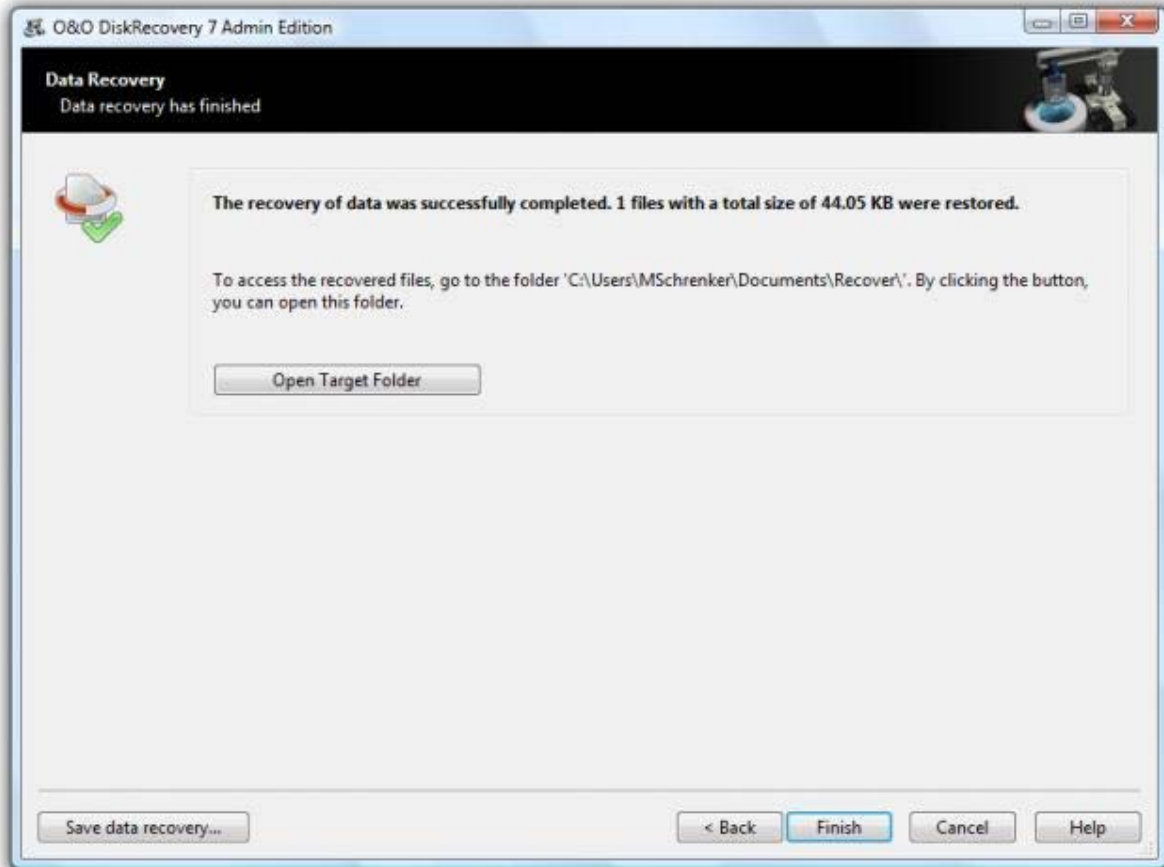 O&O DiskRecovery 7 Admin Edition
Data Recovery
Data recovery has finished
The recovery of data was successfully completed. 1 files with a total size of 44.05 KB were restored.
To access the recovered files, go to the folder 'C:\Users\MSchrenker\Documents\Recover\'. By clicking the button,
you can open this folder.
Open Target Folder
Save data recovery...
< Back
Finish
Cancel
Help